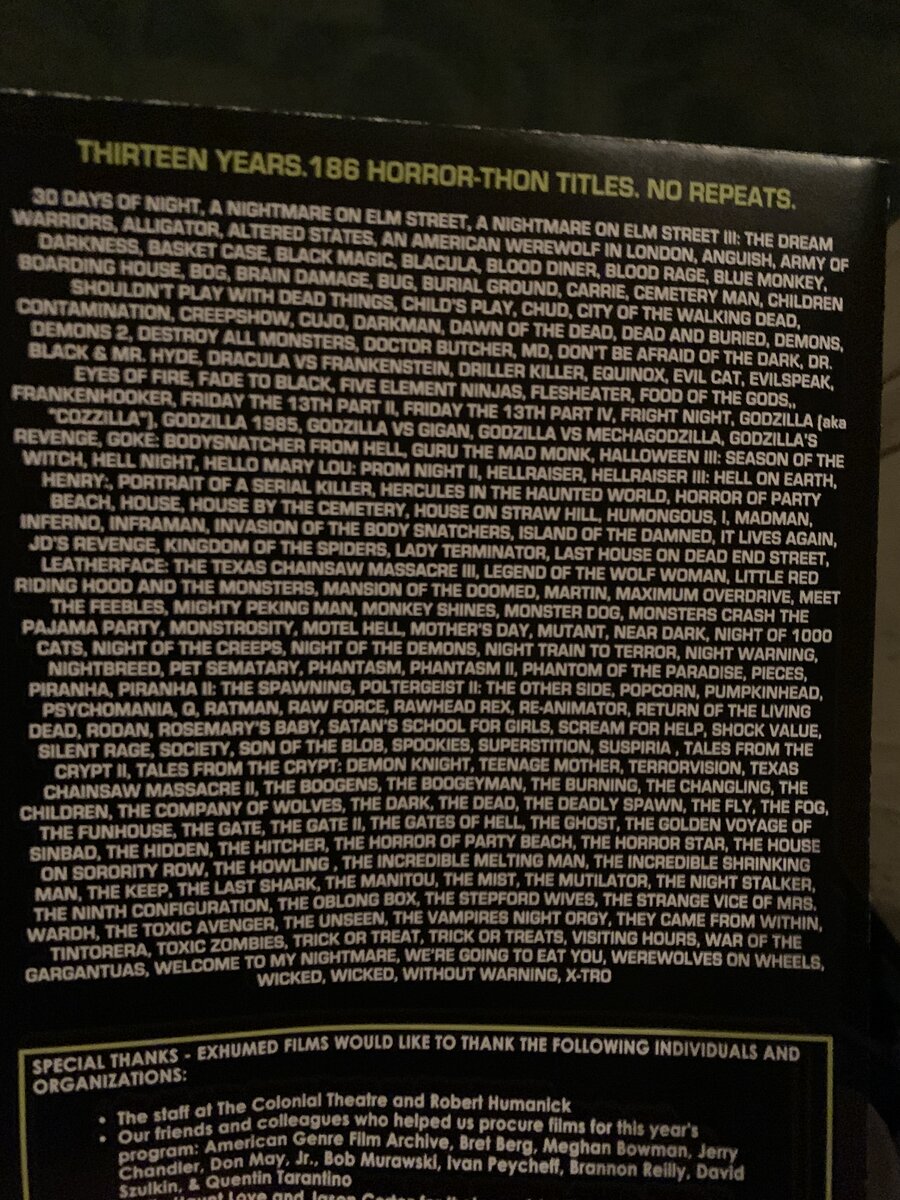 THIRTEEN YEARS.186 HORROR-THON TITLES. NO REPEATS.
30 DAYS OF NIGHT, A NIGHTMARE ON ELM STREET, A NIGHTMARE ON ELM STREET III: THE DREAM
WARRIORS, ALLIGATOR, ALTERED STATES, AN AMERICAN WEREWOLF IN LONDON, ANGUISH, ARMY OF
DARKNESS, BASKET CASE, BLACK MAGIC, BLACULA, BLOOD DINER, BLOOD RAGE, BLUE MONKEY,
BOARDING HOUSE, BOG, BRAIN DAMAGE, BUG, BURIAL GROUND, CARRIE, CEMETERY MAN, CHILDREN
SHOULDN'T PLAY WITH DEAD THINGS, CHILD'S PLAY, CHUD, CITY OF THE WALKING DEAD,
CONTAMINATION, CREEPSHOW, CUJO, DARKMAN, DAWN OF THE DEAD, DEAD AND BURIED, DEMONS,
DEMONS 2, DESTROY ALL MONSTERS, DOCTOR BUTCHER, MD, DON'T BE AFRAID OF THE DARK, DR.
BLACK & MR. HYDE, DRACULA VS FRANKENSTEIN, DRILLER KILLER, EQUINOX, EVIL CAT, EVILSPEAK,
EYES OF FIRE, FADE TO BLACK, FIVE ELEMENT NINJAS, FLESHEATER, FOOD OF THE GODS,,
FRANKENHOOKER, FRIDAY THE 13TH PART II, FRIDAY THE 13TH PART IV, FRIGHT NIGHT, GODZILLA (aka
"COZZILLA"), GODZILLA 1985, GODZILLA VS GIGAN, GODZILLA VS MECHAGODZILLA, GODZILLA'S
REVENGE, GOKE: BODYSNATCHER FROM HELL, GURU THE MAD MONK, HALLOWEEN III: SEASON OF THE
WITCH, HELL NIGHT, HELLO MARY LOU: PROM NIGHT II, HELLRAISER, HELLRAISER III: HELL ON EARTH,
HENRY:, PORTRAIT OF A SERIAL KILLER, HERCULES IN THE HAUNTED WORLD, HORROR OF PARTY
BEACH, HOUSE, HOUSE BY THE CEMETERY, HOUSE ON STRAW HILL, HUMONGOUS, I, MADMAN,
INFERNO, INFRAMAN, INVASION OF THE BODY SNATCHERS, ISLAND OF THE DAMNED, IT LIVES AGAIN,
JD'S REVENGE, KINGDOM OF THE SPIDERS, LADY TERMINATOR, LAST HOUSE ON DEAD END STREET,
LEATHERFACE: THE TEXAS CHAINSAW MASSACRE III, LEGEND OF THE WOLF WOMAN, LITTLE RED
RIDING HOOD AND THE MONSTERS, MANSION OF THE DOOMED, MARTIN, MAXIMUM OVERDRIVE, MEET
THE FEEBLES, MIGHTY PEKING MAN, MONKEY SHINES, MONSTER DOG, MONSTERS CRASH THE
PAJAMA PARTY, MONSTROSITY, MOTEL HELL, MOTHER'S DAY, MUTANT, NEAR DARK, NIGHT OF 1000
CATS, NIGHT OF THE CREEPS, NIGHT OF THE DEMONS, NIGHT TRAIN TO TERROR, NIGHT WARNING,
NIGHTBREED, PET SEMATARY, PHANTASM, PHANTASM II, PHANTOM OF THE PARADISE, PIECES,
PIRANHA, PIRANHA II: THE SPAWNING, POLTERGEIST II: THE OTHER SIDE, POPCORN, PUMPKINHEAD,
PSYCHOMANIA, Q, RATMAN, RAW FORCE, RAWHEAD REX, RE-ANIMATOR, RETURN OF THE LIVING
DEAD, RODAN, ROSEMARY'S BABY, SATAN'S SCHOOL FOR GIRLS, SCREAM FOR HELP, SHOCK VALUE,
SILENT RAGE, SOCIETY, SON OF THE BLOB, SPOOKIES, SUPERSTITION, SUSPIRIA , TALES FROM THE
CRYPT II, TALES FROM THE CRYPT: DEMON KNIGHT, TEENAGE MOTHER, TERRORVISION, TEXAS
CHAINSAW MASSACRE II, THE BOOGENS, THE BOOGEYMAN, THE BURNING, THE CHANGLING, THE
CHILDREN, THE COMPANY OF WOLVES, THE DARK, THE DEAD, THE DEADLY SPAWN, THE FLY, THE FOG,
THE FUNHOUSE, THE GATE, THE GATE II, THE GATES OF HELL, THE GHOST, THE GOLDEN VOYAGE OF
SINBAD, THE HIDDEN, THE HITCHER, THE HORROR OF PARTY BEACH, THE HORROR STAR, THE HOUSE
ON SORORITY ROW, THE HOWLING , THE INCREDIBLE MELTING MAN, THE INCREDIBLE SHRINKING
MAN, THE KEEP, THE LAST SHARK, THE MANITOU, THE MIST, THE MUTILATOR, THE NIGHT STALKER,
THE NINTH CONFIGURATION, THE OBLONG BOX, THE STEPFORD WIVES, THE STRANGE VICE OF MRS.
WARDH, THE TOXIC AVENGER, THE UNSEEN, THE VAMPIRES NIGHT ORGY, THEY CAME FROM WITHIN,
TINTORERA, TOXIC ZOMBIES, TRICK OR TREAT, TRICK OR TREATS, VISITING HOURS, WAR OF THE
GARGANTUAS, WELCOME TO MY NIGHTMARE, WE'RE GOING TO EAT YOU, WEREWOLVES ON WHEELS,
WICKED, WICKED, WITHOUT WARNING, X-TRO
SPECIAL THANKS - EXHUMED FILMS WOULD LIKE TO THANK THE FOLLOWING INDIVIDUALS AND
ORGANIZATIONS:
• The staff at The Colonial Theatre and Robert Humanick
• Our friends and colleagues who helped us procure films for this year's
program: American Genre Film Archive, Bret Berg, Meghan Bowman, Jerry
Chandler, Don May, Jr., Bob Murawski, Ivan Peycheff, Brannon Reilly, David
Szulkin, & Quentin Tarantino